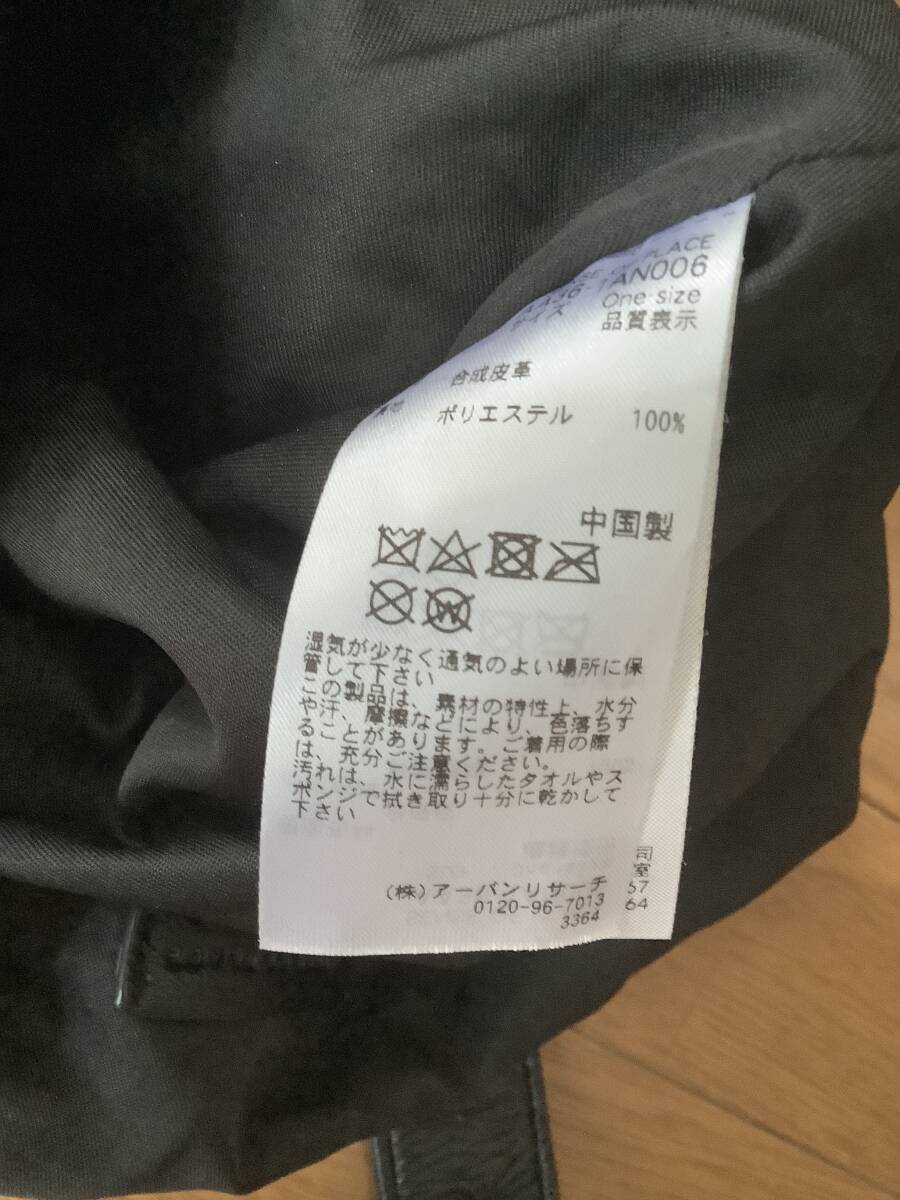 PLACE
AN006
サイズ One size
品質表示
合成皮革
ポリエステル 100%
中国製
W
湿気が少なく通気のよい場所に保
管して下さい
この製品は、素材の特性上、水分
や汗、摩擦などにより、色落ちす
ることがあります。ご着用の際
は、充分ご注意ください。
汚れは、水に濡らしたタオルやス
ポンジで拭き取り十分に乾かして
下さい
司
室
(株)アーバンリサーチ 57
0120-96-7013 64
3364